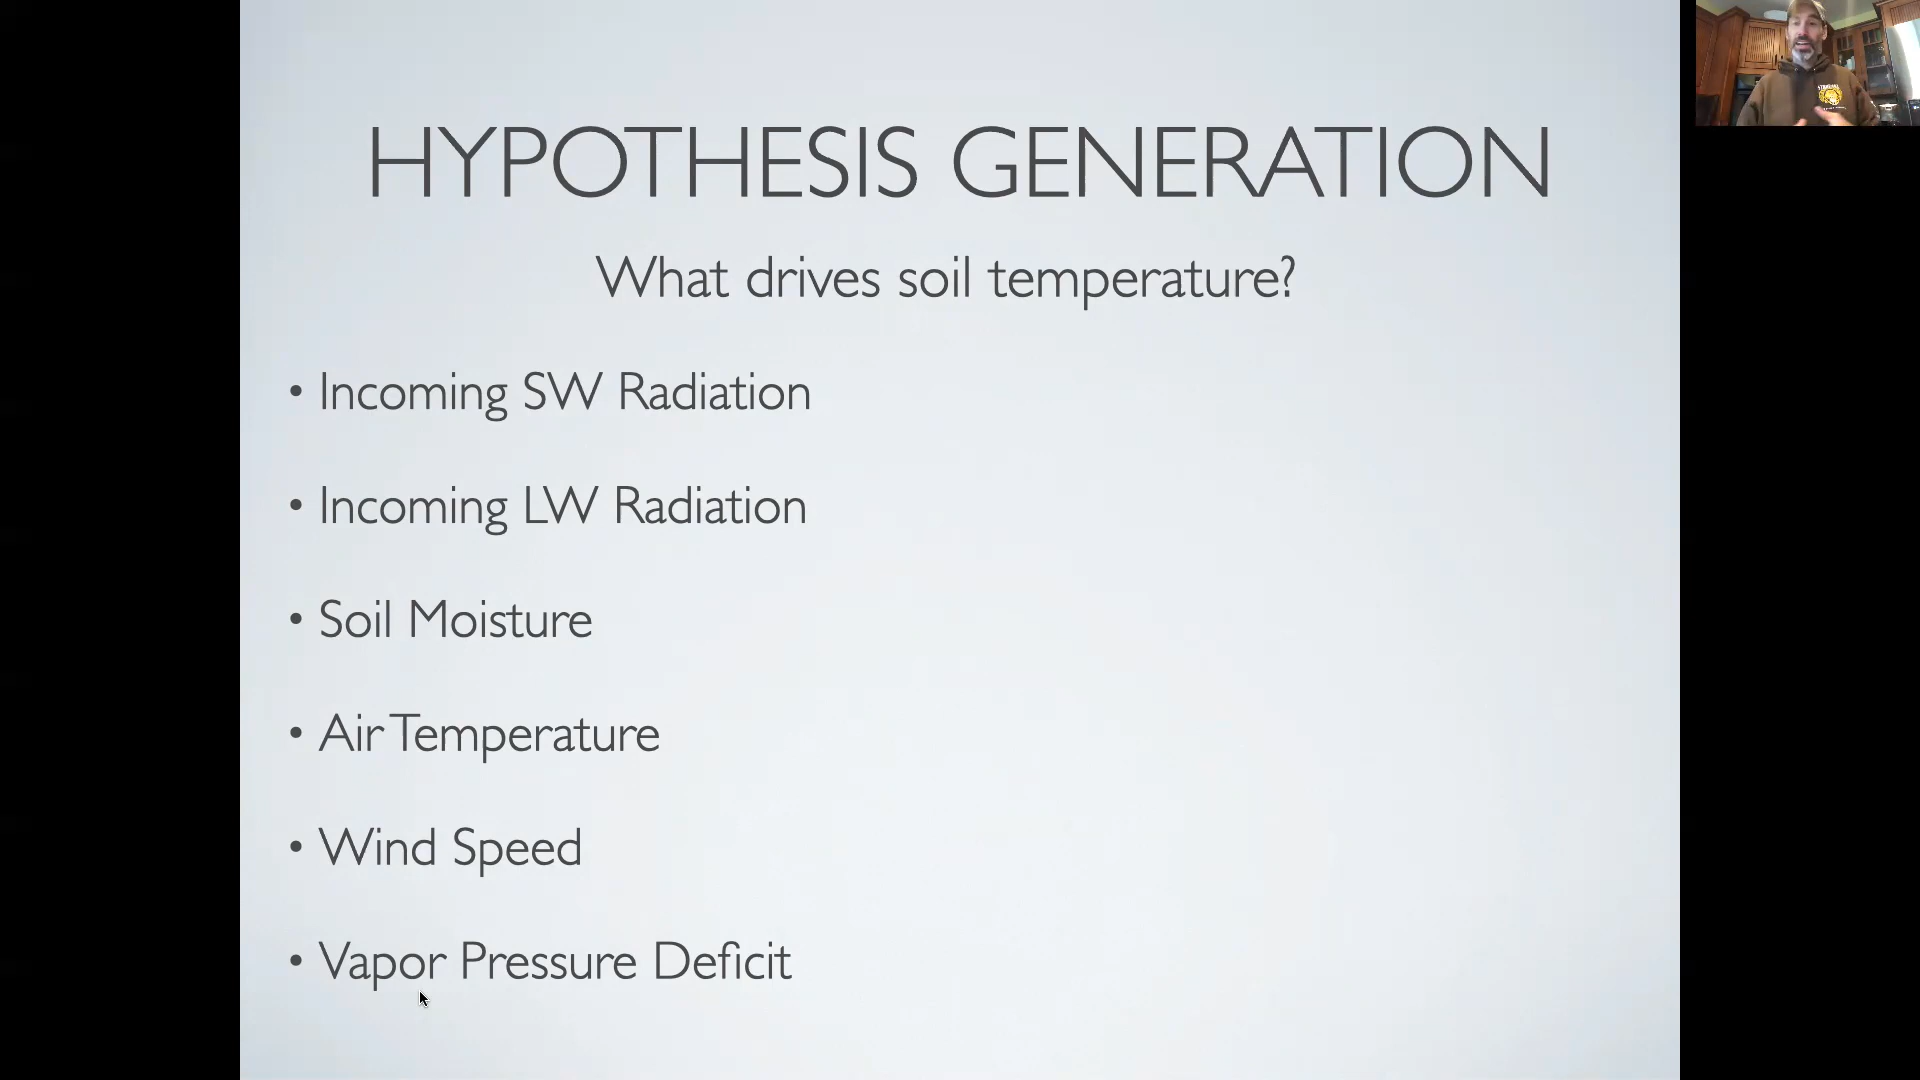 HYPOTHESIS GENERATION
What drives soil temperature?
• Incoming SW Radiation
• Incoming LW Radiation
• Soil Moisture
• Air Temperature
• Wind Speed
• Vapor Pressure Deficit